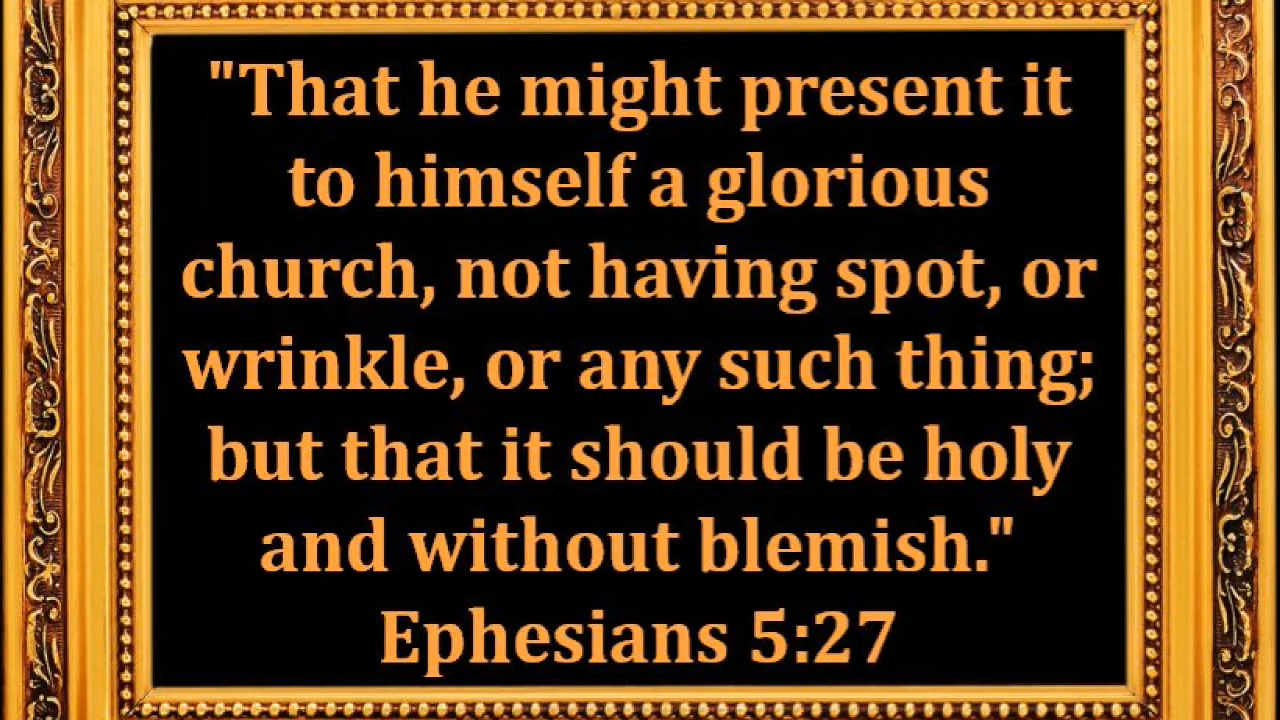 "That he might present it
to himself a glorious
church, not having spot, or
wrinkle, or any such thing;
but that it should be holy
and without blemish."
Ephesians 5:27